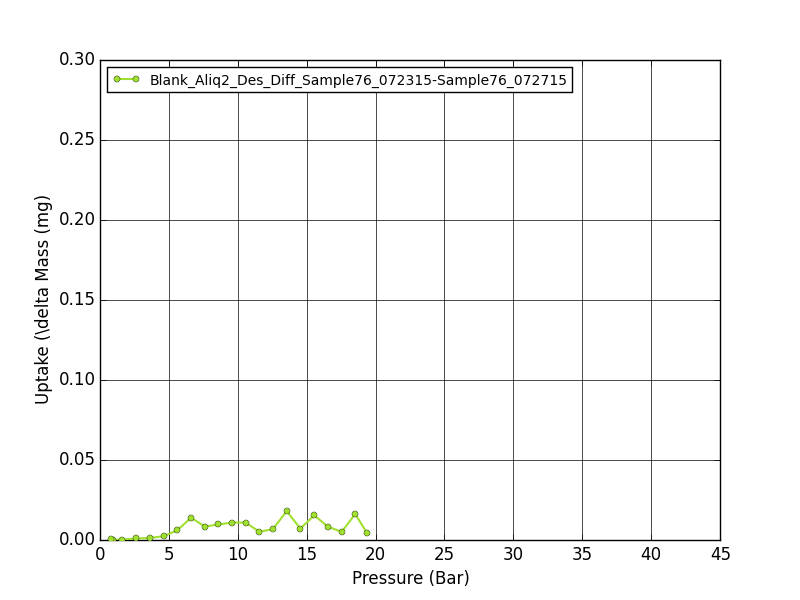 Blank_Aliq2_Des_Diff_Sample76_072315-Sample76_072715
0.30
0.25
0.20
0.15
0.10
0.05
0.00
Uptake (\delta Mass (mg)
0 5 10 15 20 25 30 35 40 45
Pressure (Bar)